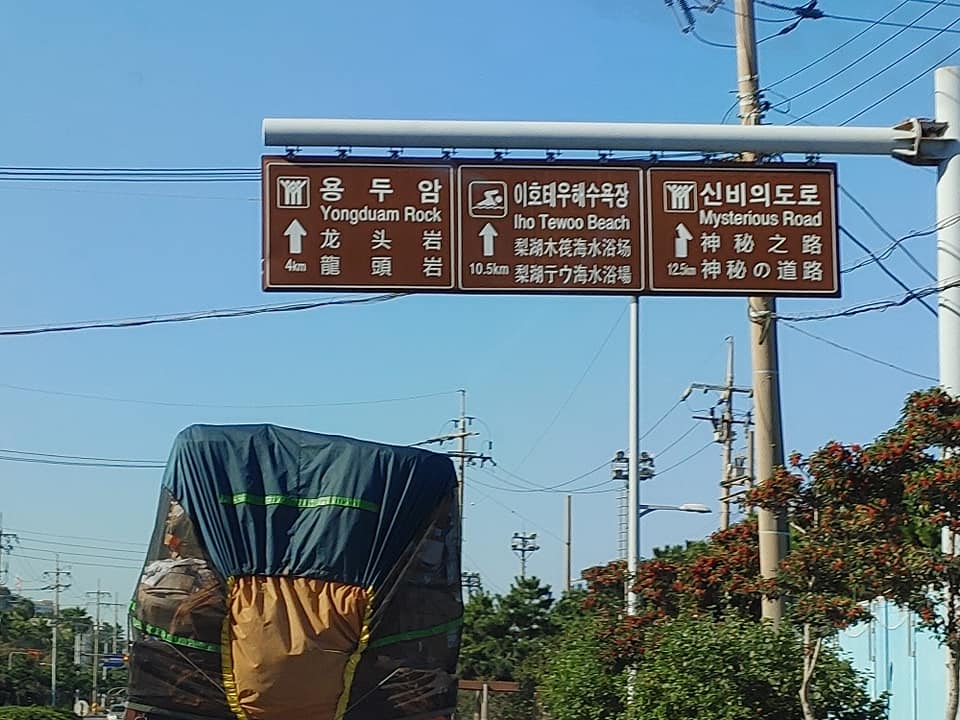 용두암
Yongduam Rock
龙头岩
4km
龍頭岩
이호테우해수욕장
Iho Tewoo Beach
梨湖木筏海水浴场
10.5km
梨湖テウ海水浴場
신비의도로
Mysterious Road
神秘之路
12.5km
神秘の道路